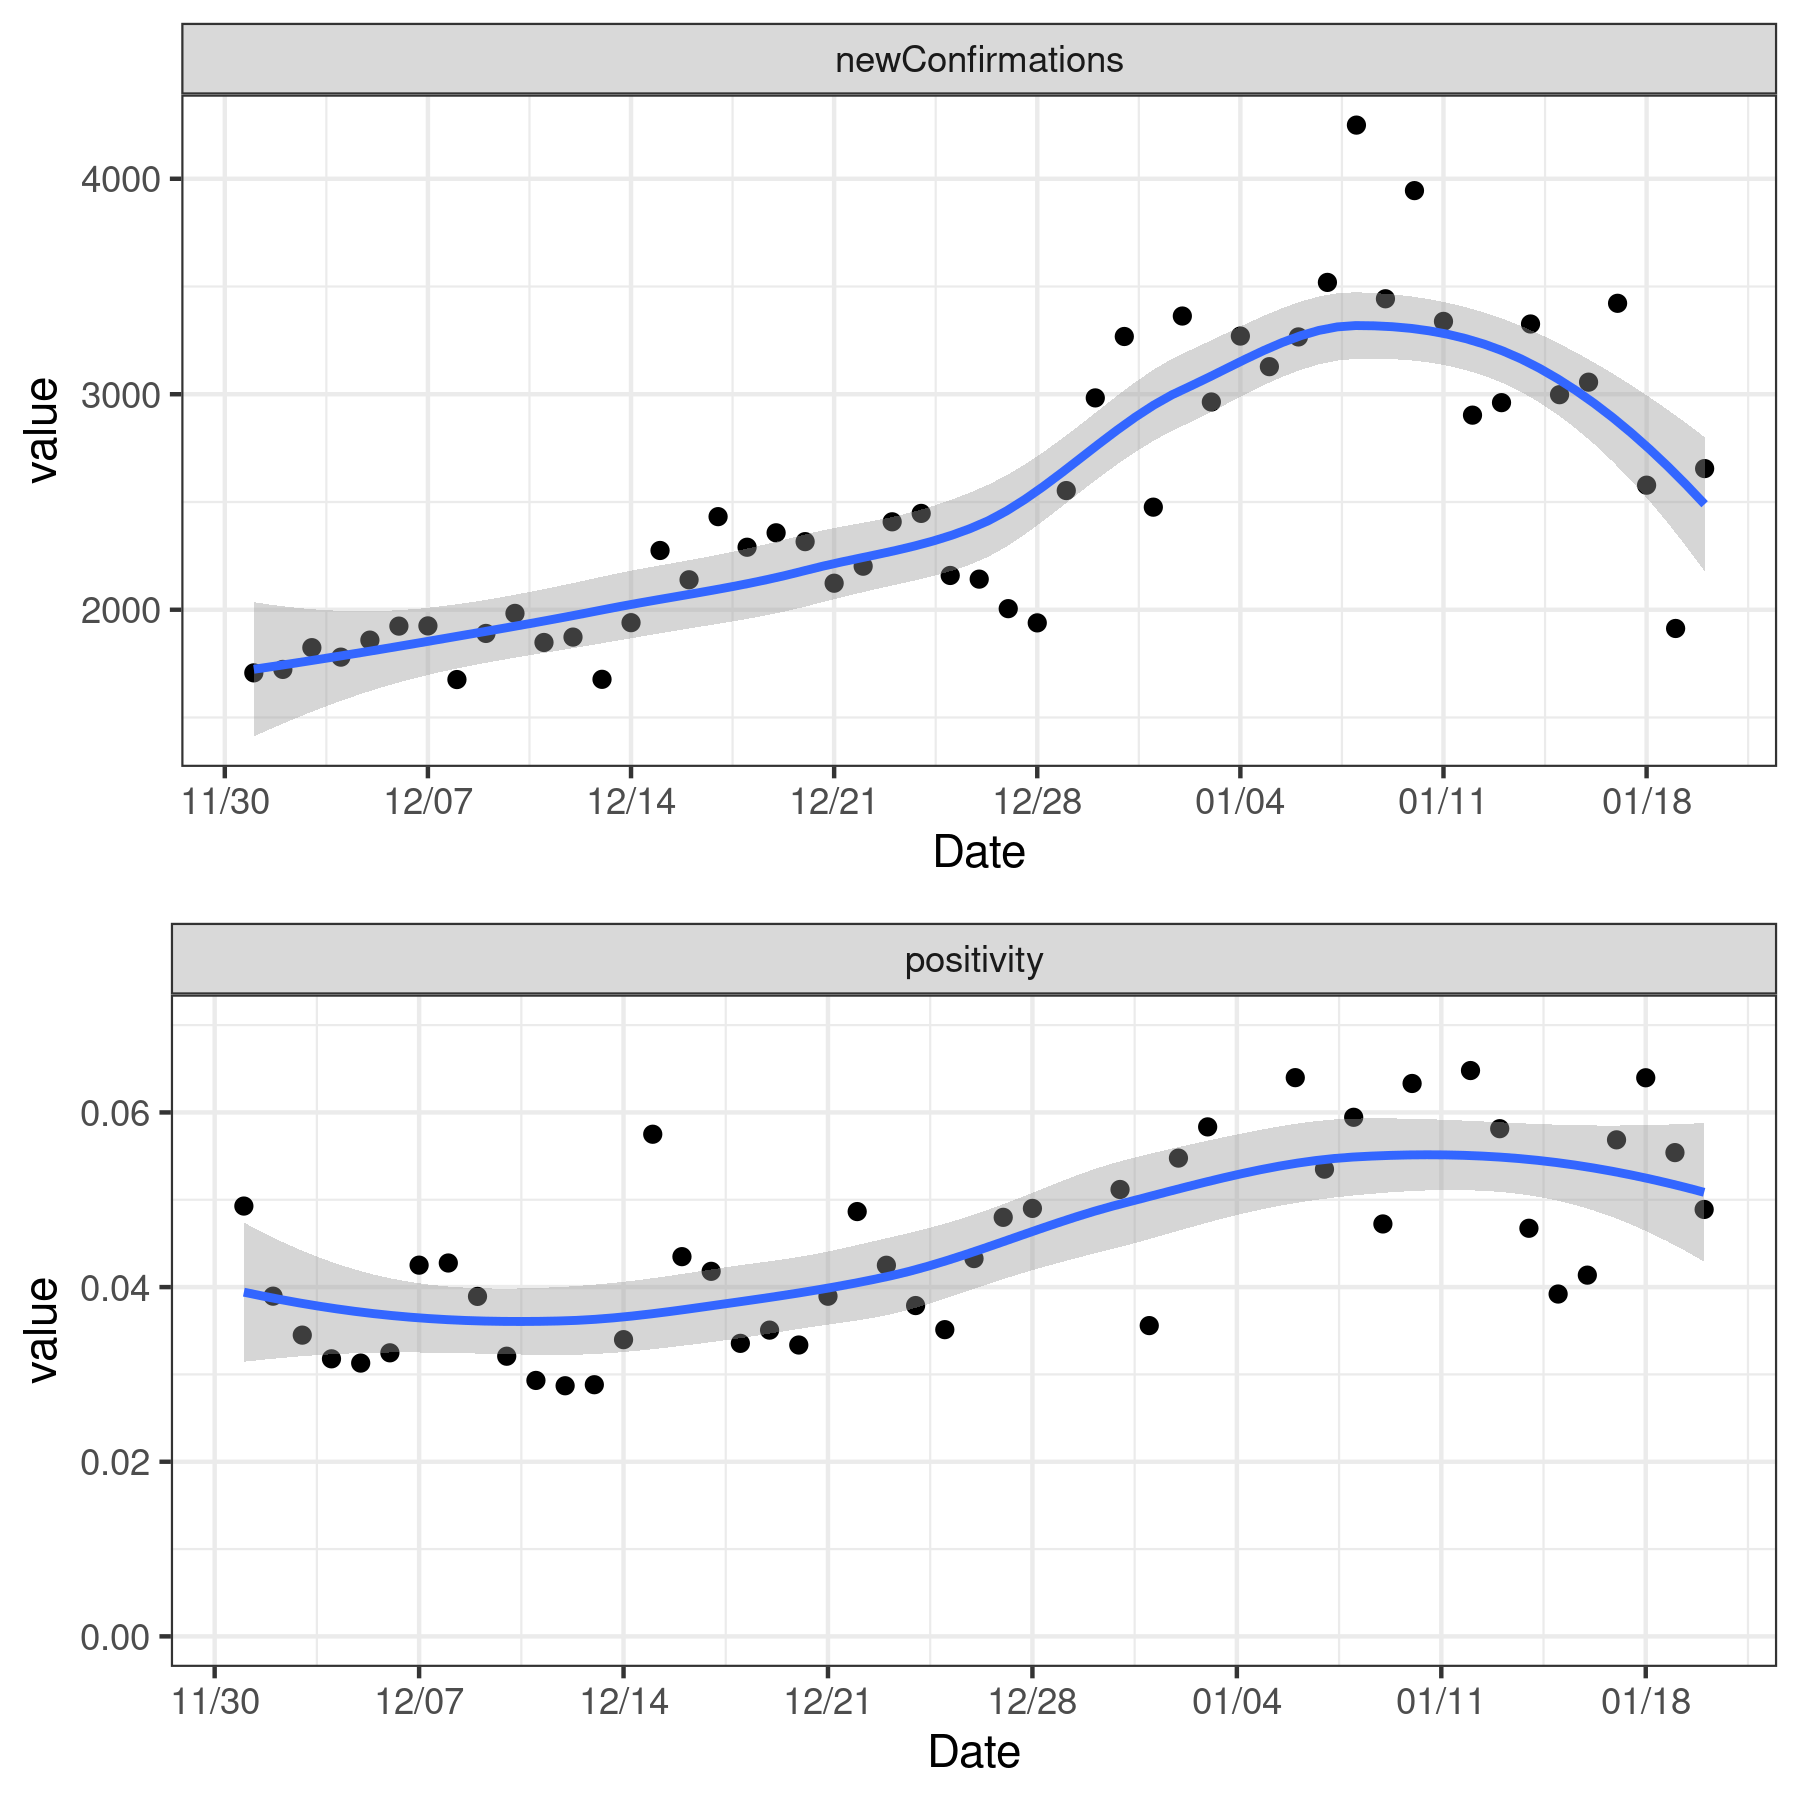 newConfirmations
4000
3000
2000
value
11/30 12/07 12/14 12/21 12/28 01/04 01/11 01/18
Date
positivity
0.06
0.04
0.02
0.00
value
11/30 12/07 12/14 12/21 12/28 01/04 01/11 01/18
Date